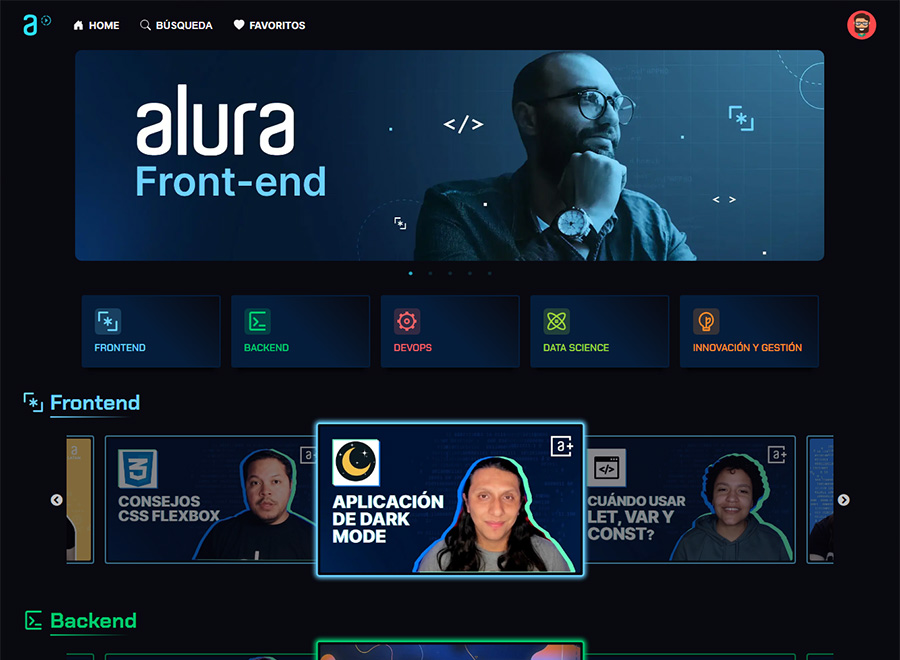 a
HOME
BÚSQUEDA
FAVORITOS
alura
Front-end
</>
< >
FRONTEND
BACKEND
DEVOPS
DATA SCIENCE
INNOVACIÓN Y GESTIÓN
Frontend
a
3
a+
CONSEJOS
CSS FLEXBOX
a+
APLICACIÓN
DE DARK
MODE
</>
a+
CUÁNDO USAR
LET, VAR Y
CONST?
Backend